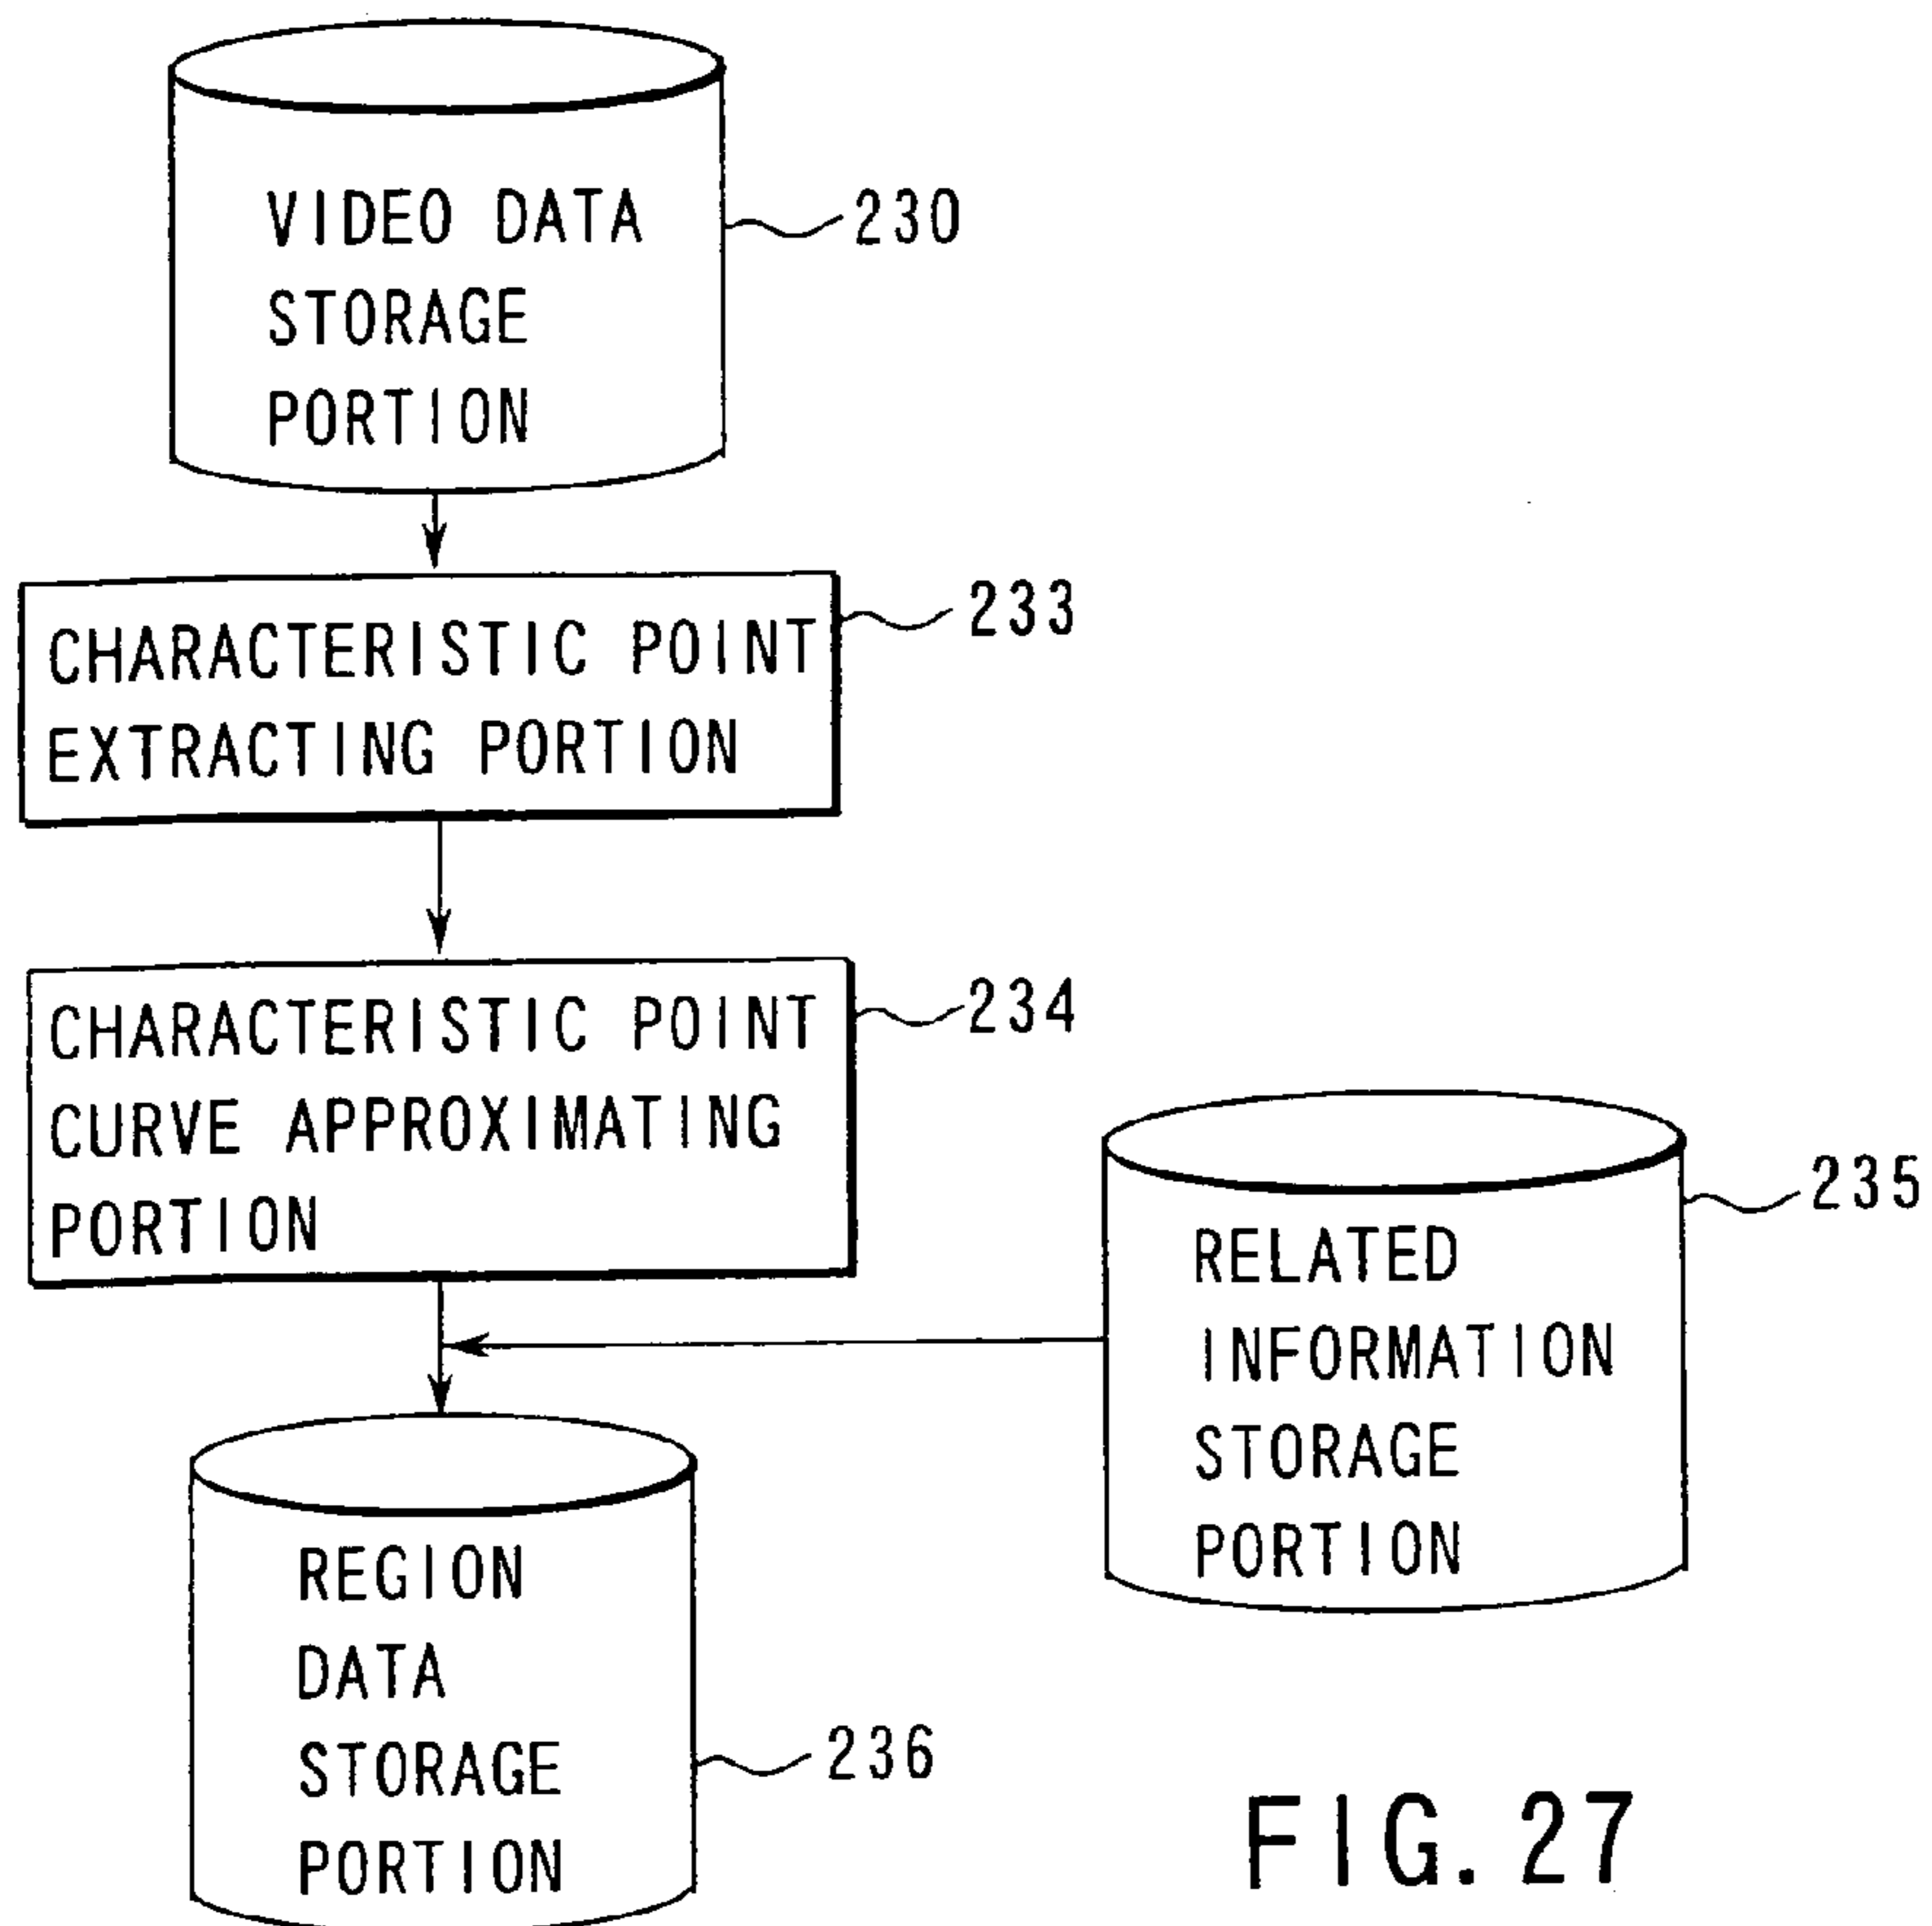 VIDEO DATA
STORAGE
PORTION
230
CHARACTERISTIC POINT
EXTRACTING PORTION
233
CHARACTERISTIC POINT
CURVE APPROXIMATING
PORTION
234
RELATED
INFORMATION
STORAGE
PORTION
235
REGION
DATA
STORAGE
PORTION
236
FIG. 27